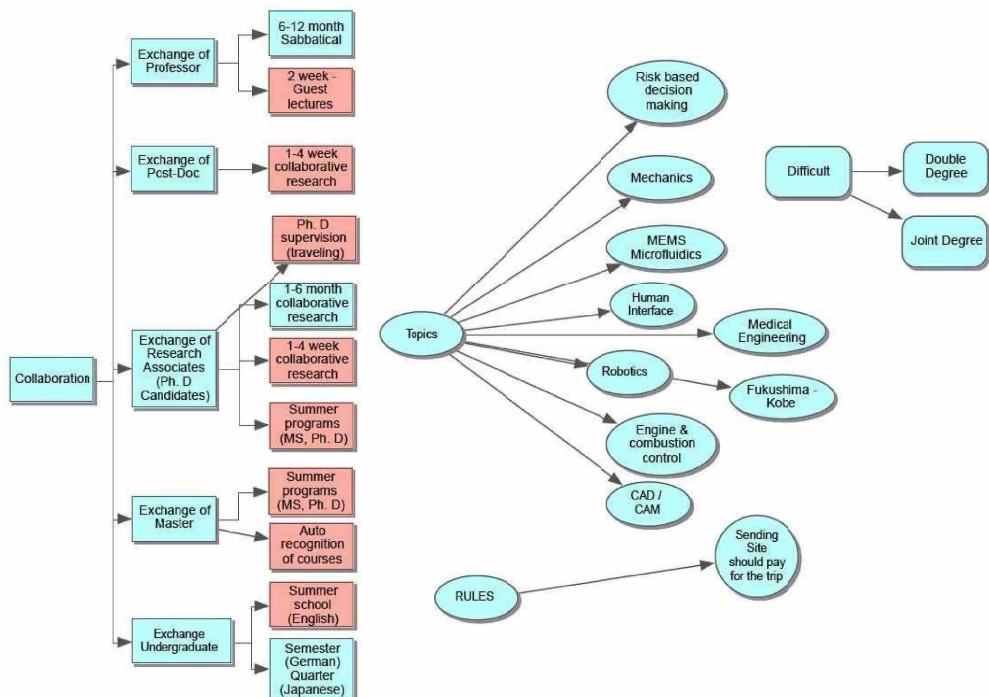 6-12 month
Sabbatical
Exchange of
Professor
2 week -
Guest
lectures
Exchange of
Pcst-Doc
1-4 week
collaborative
research
Ph. D
supervision
(traveling)
1-6 month
collaborative
research
Collaboration
Exchange of
Research
Associates
(Ph. D
Candidates)
1-4 week
collaborative
research
Summer
programs
(MS, Ph. D)
Exchange of
Master
Summer
programs
(MS, Ph. D)
Auto
recognition
of courses
Exchange
Undergraduate
Summer
school
(English)
Semester
(German)
Quarter
(Japanese)
Topics
Risk based
decision
making
Mechanics
MEMS
Microfluidics
Human
Interface
Medical
Engineering
Robotics
Fukushima -
Kobe
Engine &
combustion
control
CAD /
CAM
Difficult
Double
Degree
Joint Degree
RULES
Sending
Site
should pay
for the trip